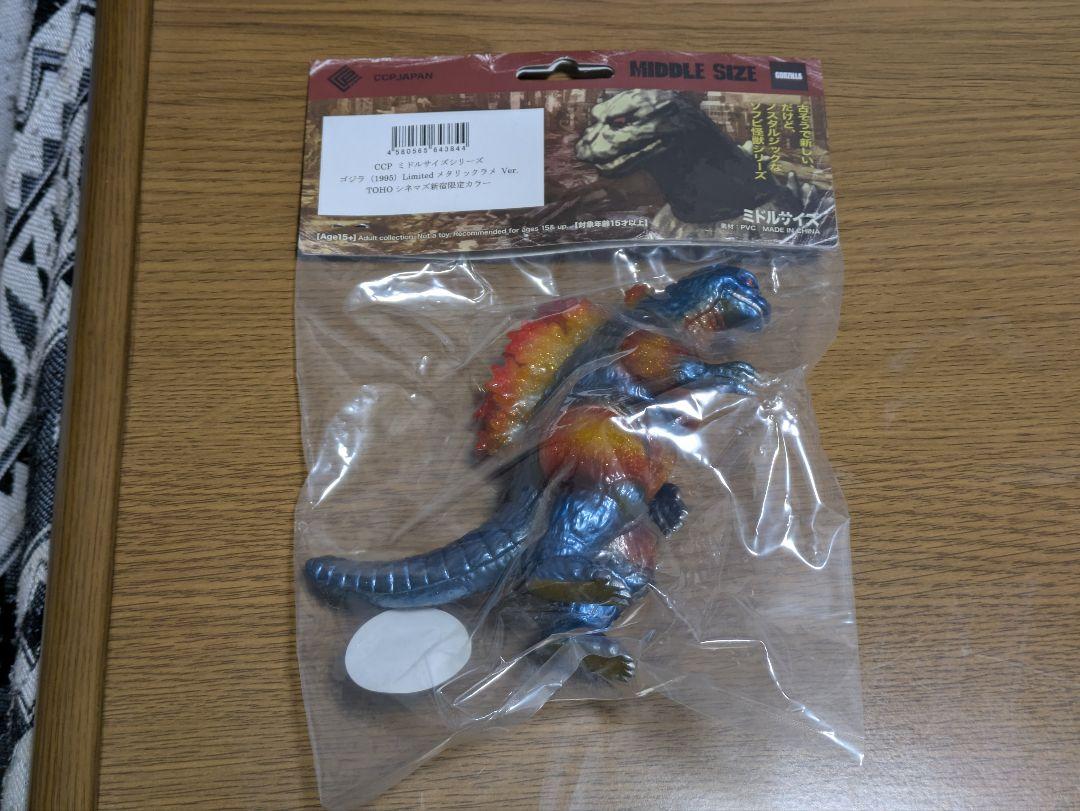 CCPJAPAN
MIDDLE SIZE
GODZILLA
4580565643844
CCP ミドルサイズシリーズ
ゴジラ（1995）Limited メタリックラメ Ver.
TOHOシネマズ新宿限定カラー
古そうで新しい、
だけど、
ノスタルジックな
ソフビ怪獣シリーズ
ミドルサイズ
素材：PVC MADE IN CHINA
[Age15+] Adult collection. Not a toy. Recommended for ages 15& up. 【対象年齢15才以上】